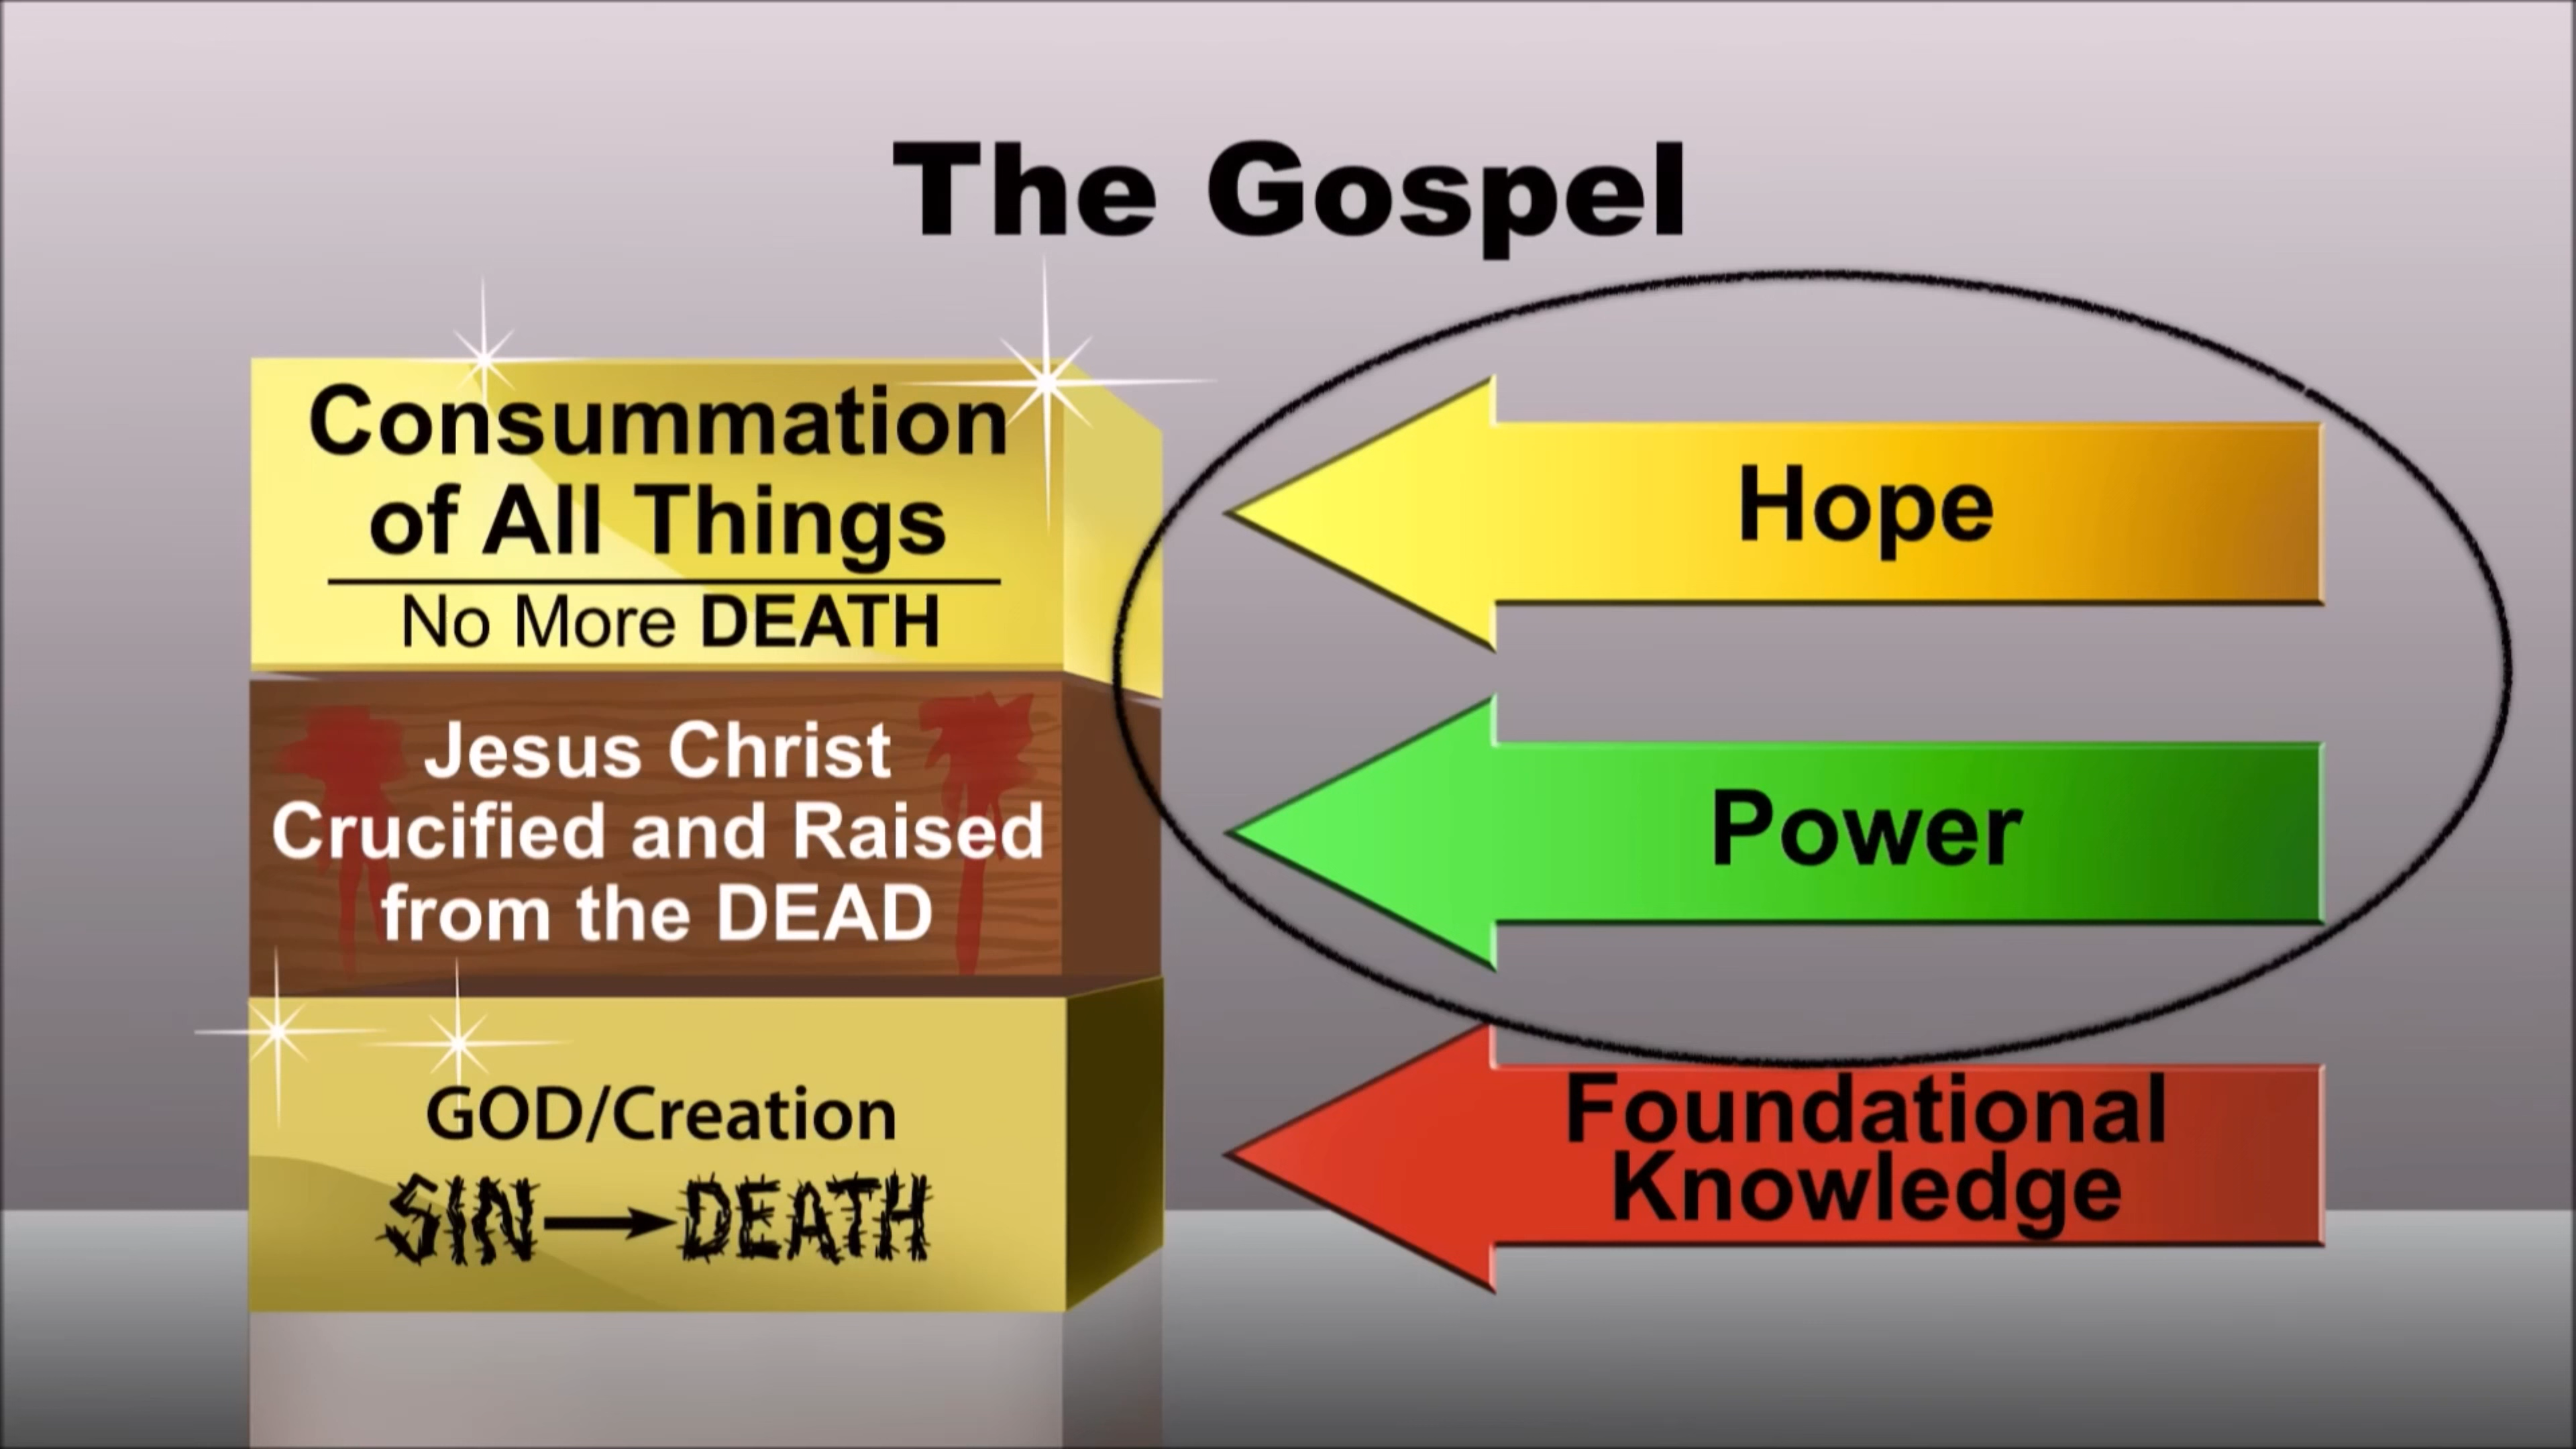 The Gospel
Consummation
of All Things
No More DEATH
Hope
Jesus Christ
Crucified and Raised
from the DEAD
Power
GOD/Creation
SIN → DEATH
Foundational
Knowledge